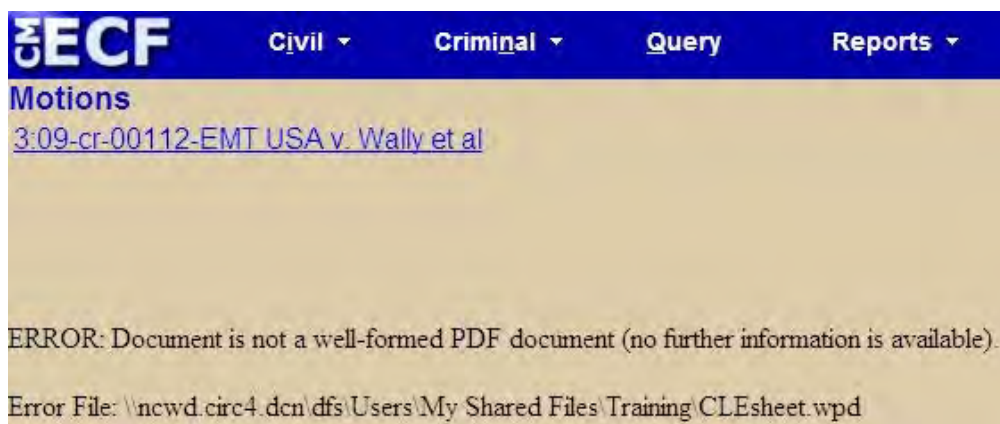 CM ECF Civil Criminal Query Reports
Motions
3:09-cr-00112-EMT USA v. Wally et al
ERROR: Document is not a well-formed PDF document (no further information is available).
Error File: \\ncwd.circ4.dcn\dfs\Users\My Shared Files\Training\CLEsheet.wpd